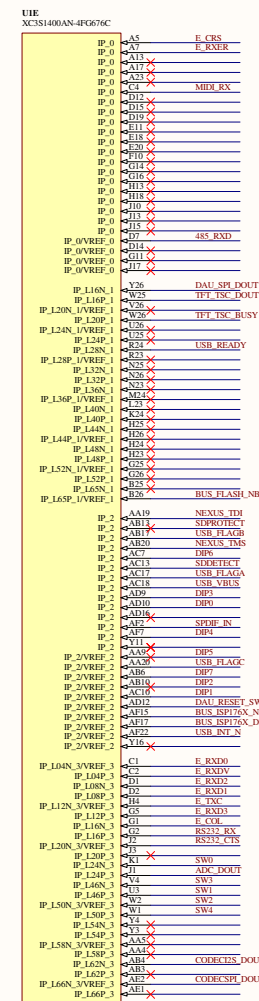 U1E
XC3S1400AN-4FG676C
IP_0 A5 E_CRS
IP_0 A7 E_RXER
IP_0 A13
IP_0 A17
IP_0 A23
IP_0 C4 MIDI_RX
IP_0 D12
IP_0 D15
IP_0 D19
IP_0 E11
IP_0 E18
IP_0 E20
IP_0 F10
IP_0 G14
IP_0 G16
IP_0 H13
IP_0 H18
IP_0 J10
IP_0 J13
IP_0 J15
IP_0/VREF_0 D7 485_RXD
IP_0/VREF_0 D14
IP_0/VREF_0 G11
IP_0/VREF_0 J17
IP_L16N_1 Y26 DAU_SPI_DOUT
IP_L16P_1 W25 TFT_TSC_DOUT
IP_L20N_1/VREF_1 V26
IP_L20P_1 W26 TFT_TSC_BUSY
IP_L24N_1/VREF_1 U26
IP_L24P_1 U25
IP_L28N_1 R24 USB_READY
IP_L28P_1/VREF_1 R23
IP_L32N_1 N25
IP_L32P_1 N26
IP_L36N_1 N23
IP_L36P_1/VREF_1 M24
IP_L40N_1 L23
IP_L40P_1 K24
IP_L44N_1 H25
IP_L44P_1/VREF_1 H26
IP_L48N_1 H24
IP_L48P_1 H23
IP_L52N_1/VREF_1 G25
IP_L52P_1 G26
IP_L65N_1 B25
IP_L65P_1/VREF_1 B26 BUS_FLASH_NB
IP_2 AA19 NEXUS_TDI
IP_2 AB13 SDPROTECT
IP_2 AB17 USB_FLAGB
IP_2 AB20 NEXUS_TMS
IP_2 AC7 DIP6
IP_2 AC13 SDDETECT
IP_2 AC17 USB_FLAGA
IP_2 AC18 USB_VBUS
IP_2 AD9 DIP3
IP_2 AD10 DIP0
IP_2 AD16
IP_2 AF2 SPDIF_IN
IP_2 AF7 DIP4
IP_2 Y11
IP_2/VREF_2 AA9 DIP5
IP_2/VREF_2 AA20 USB_FLAGC
IP_2/VREF_2 AB6 DIP7
IP_2/VREF_2 AB10 DIP2
IP_2/VREF_2 AC10 DIP1
IP_2/VREF_2 AD12 DAU_RESET_SW
IP_2/VREF_2 AF15 BUS_ISP176X_N
IP_2/VREF_2 AF17 BUS_ISP176X_D
IP_2/VREF_2 AF22 USB_INT_N
IP_2/VREF_2 Y16
IP_L04N_3/VREF_3 C1 E_RXD0
IP_L04P_3 C2 E_RXDV
IP_L08N_3 D1 E_RXD2
IP_L08P_3 D2 E_RXD1
IP_L12N_3/VREF_3 H4 E_TXC
IP_L12P_3 G5 E_RXD3
IP_L16N_3 G1 E_COL
IP_L16P_3 G2 RS232_RX
IP_L20N_3/VREF_3 J2 RS232_CTS
IP_L20P_3 J3
IP_L24N_3 K1 SW0
IP_L24P_3 J1 ADC_DOUT
IP_L46N_3 V4 SW3
IP_L46P_3 U3 SW1
IP_L50N_3/VREF_3 W2 SW2
IP_L50P_3 W1 SW4
IP_L54N_3 Y4
IP_L54P_3 Y3
IP_L58N_3/VREF_3 AA5
IP_L58P_3 AA4
IP_L62N_3 AB4 CODECI2S_DOU
IP_L62P_3 AB3
IP_L66N_3/VREF_3 AE2 CODECSPI_DOU
IP_L66P_3 AE1